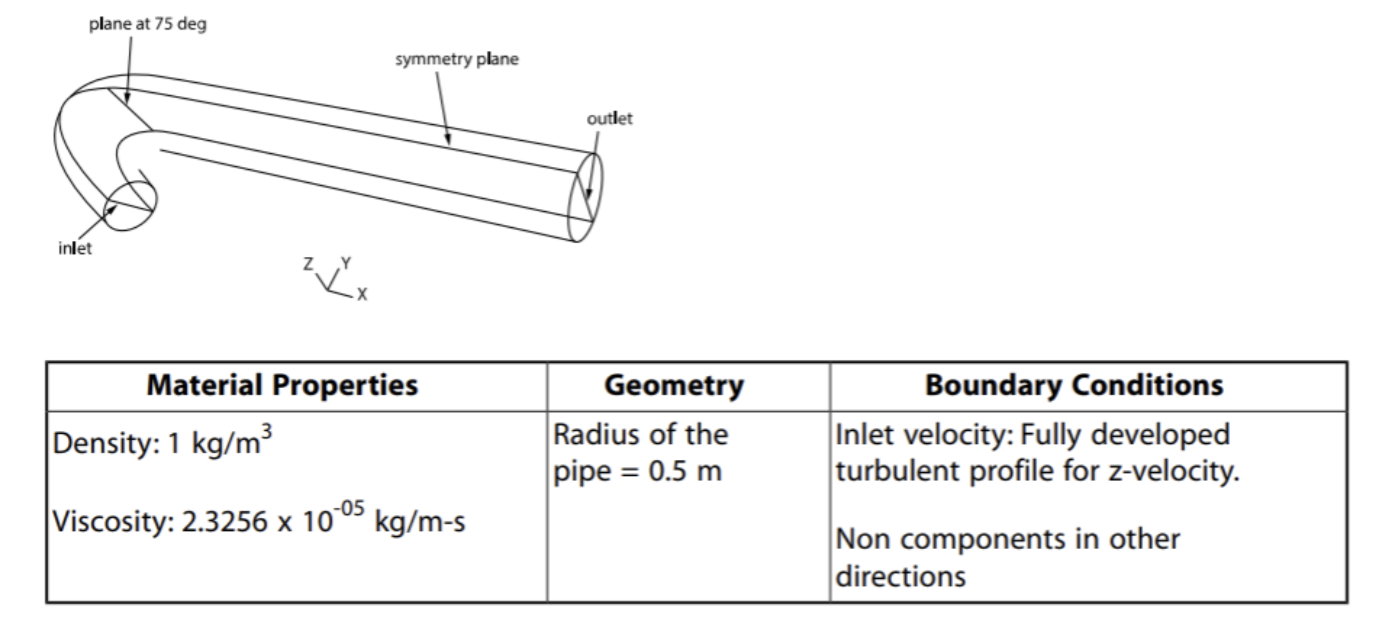 plane at 75 deg
symmetry plane
outlet
inlet
Z Y
X
Material Properties
Geometry
Boundary Conditions
Density: 1 kg/m³
Viscosity: 2.3256 x 10⁻⁰⁵ kg/m-s
Radius of the
pipe = 0.5 m
Inlet velocity: Fully developed
turbulent profile for z-velocity.
Non components in other
directions